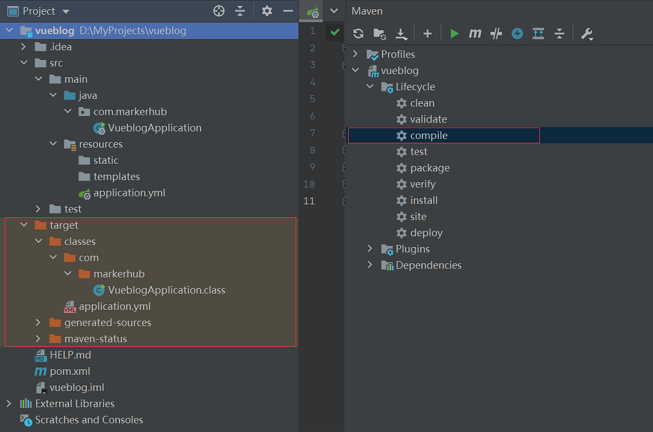 Project
vueblog D:\MyProjects\vueblog
.idea
src
main
java
com.markerhub
VueblogApplication
resources
static
templates
application.yml
test
target
classes
com
markerhub
VueblogApplication.class
application.yml
generated-sources
maven-status
HELP.md
pom.xml
vueblog.iml
External Libraries
Scratches and Consoles
1
2
3
4
5
6
7
8
9
10
11
Maven
Profiles
vueblog
Lifecycle
clean
validate
compile
test
package
verify
install
site
deploy
Plugins
Dependencies